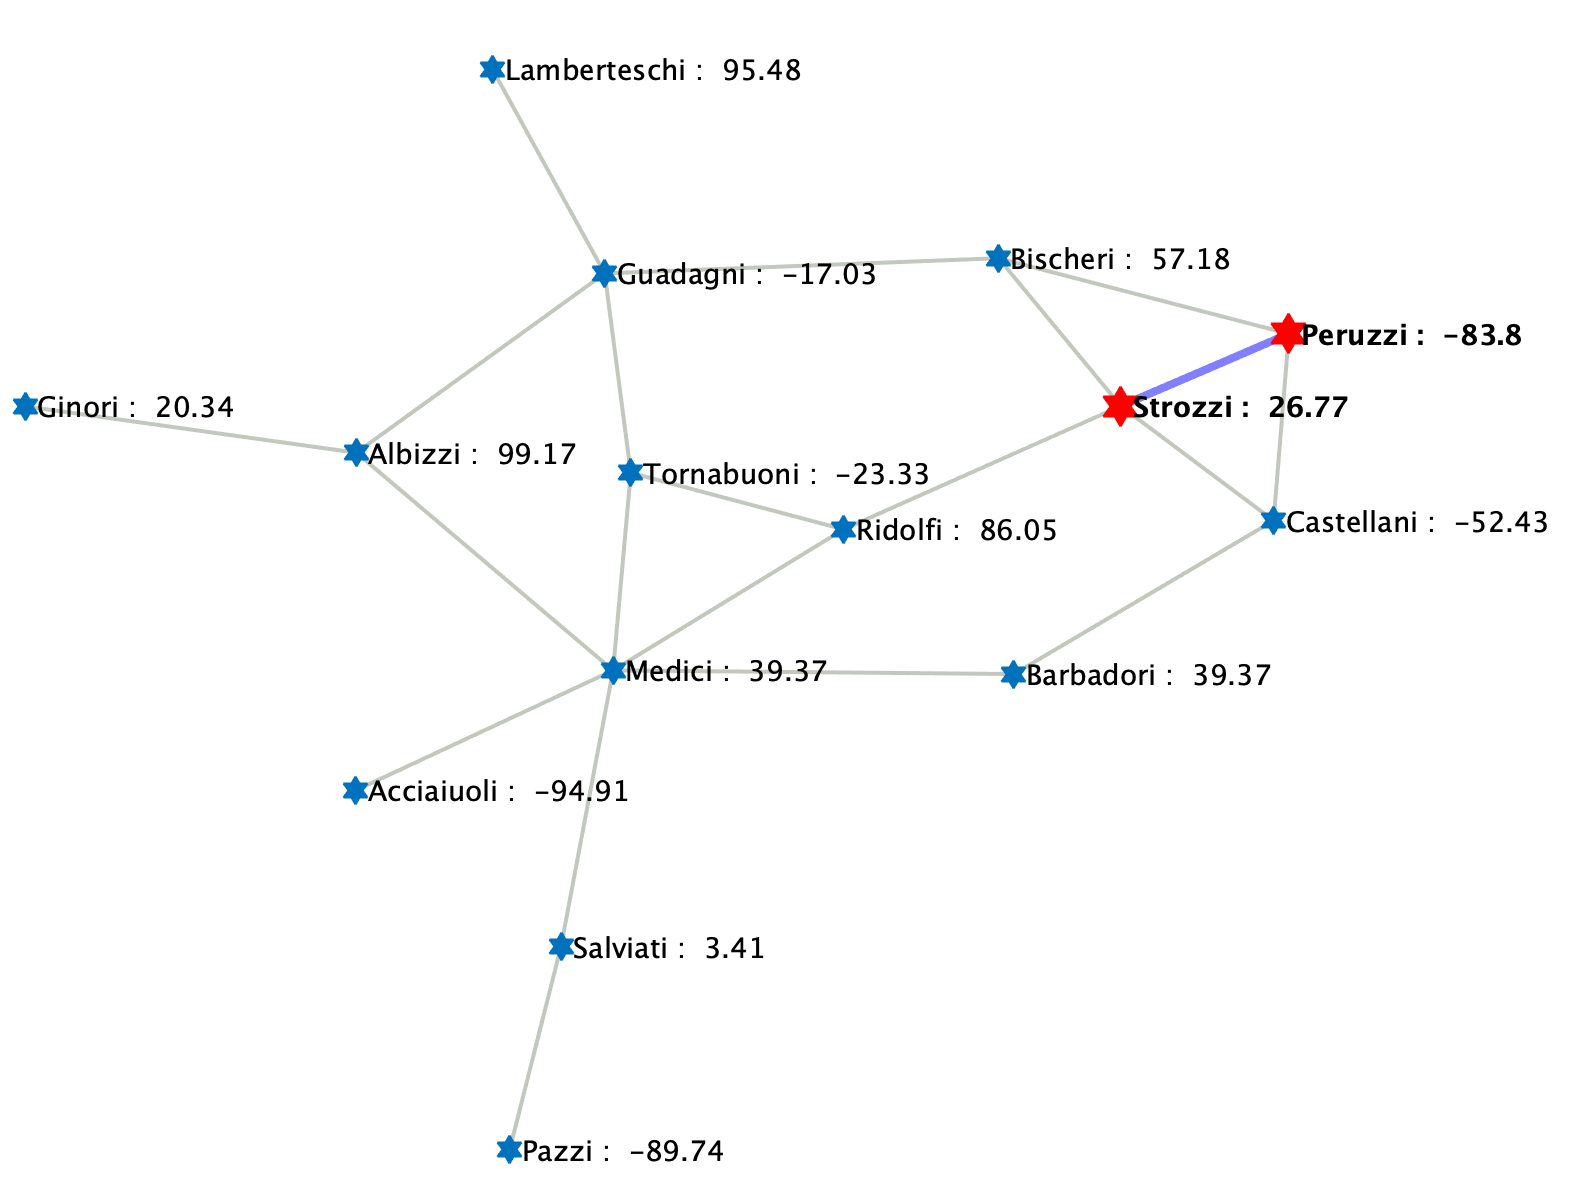 Lamberteschi :  95.48
Bischeri :  57.18
Guadagni :  -17.03
Peruzzi :  -83.8
Ginori :  20.34
Strozzi :  26.77
Albizzi :  99.17
Tornabuoni :  -23.33
Castellani :  -52.43
Ridolfi :  86.05
Medici :  39.37
Barbadori :  39.37
Acciaiuoli :  -94.91
Salviati :  3.41
Pazzi :  -89.74